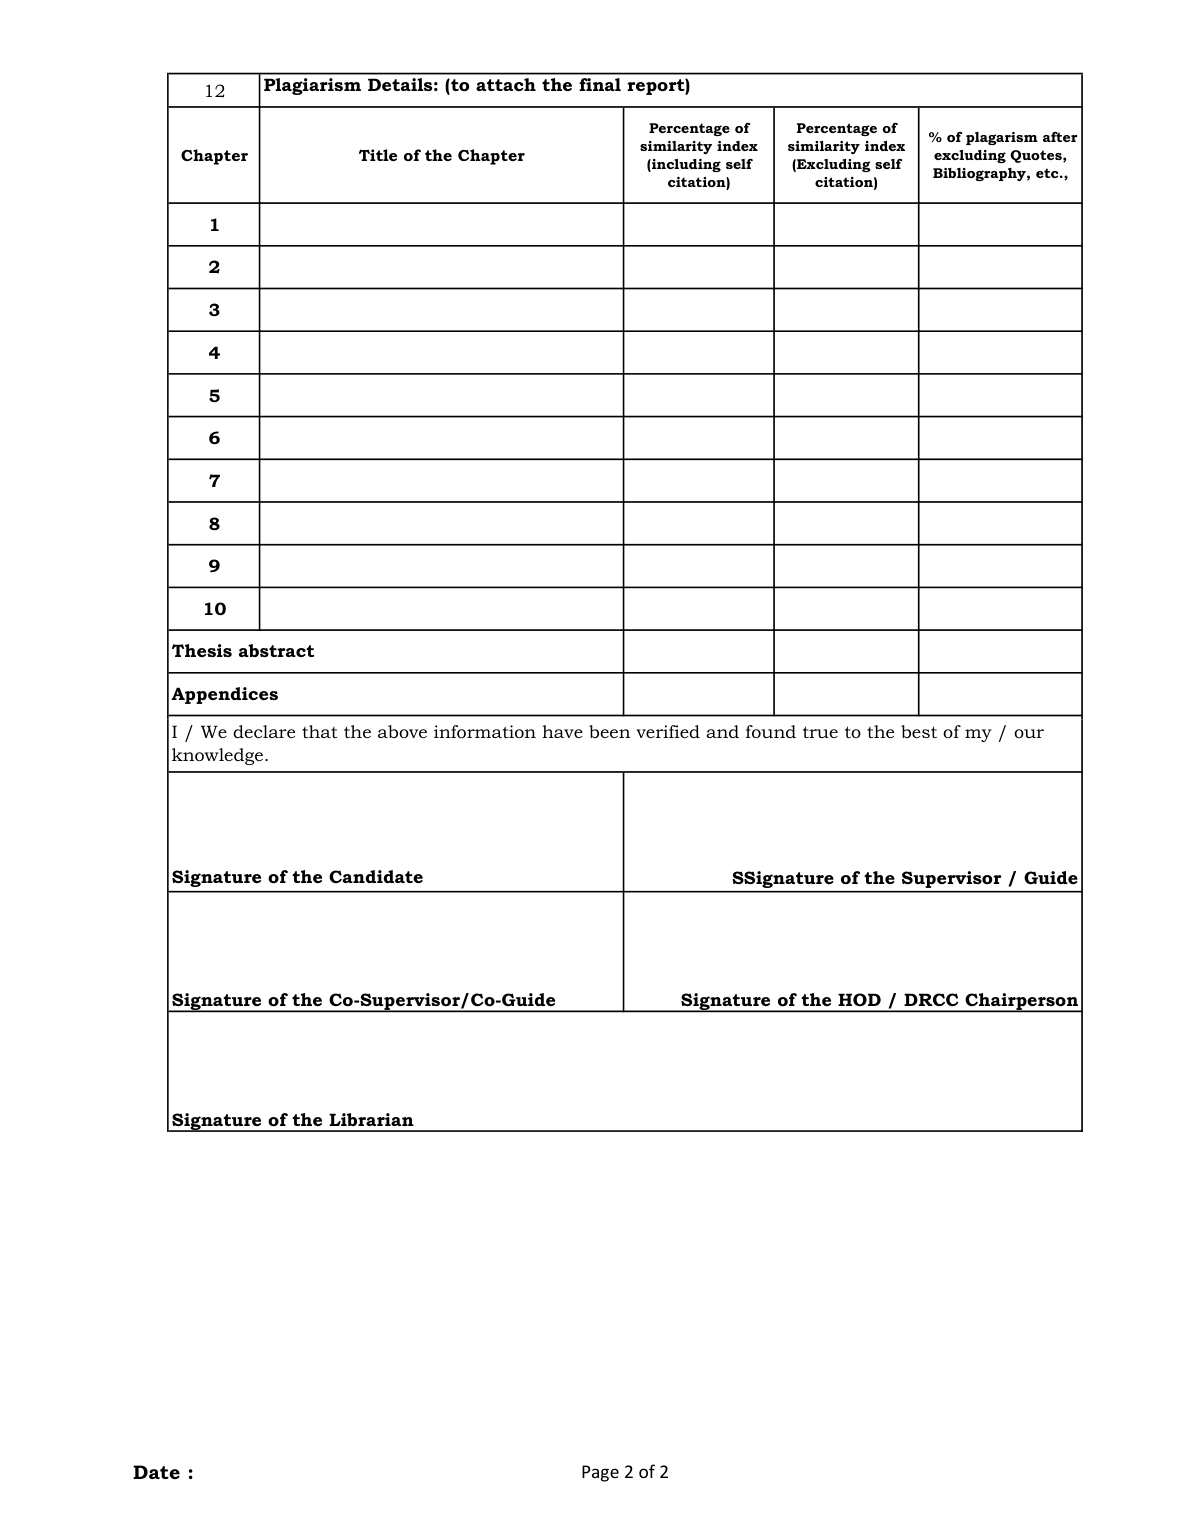 12
Plagiarism Details: (to attach the final report)
Chapter
Title of the Chapter
Percentage of
similarity index
(including self
citation)
Percentage of
similarity index
(Excluding self
citation)
% of plagarism after
excluding Quotes,
Bibliography, etc.,
1
2
3
4
5
6
7
8
9
10
Thesis abstract
Appendices
I / We declare that the above information have been verified and found true to the best of my / our
knowledge.
Signature of the Candidate
SSignature of the Supervisor / Guide
Signature of the Co-Supervisor/Co-Guide
Signature of the HOD / DRCC Chairperson
Signature of the Librarian
Date :
Page 2 of 2